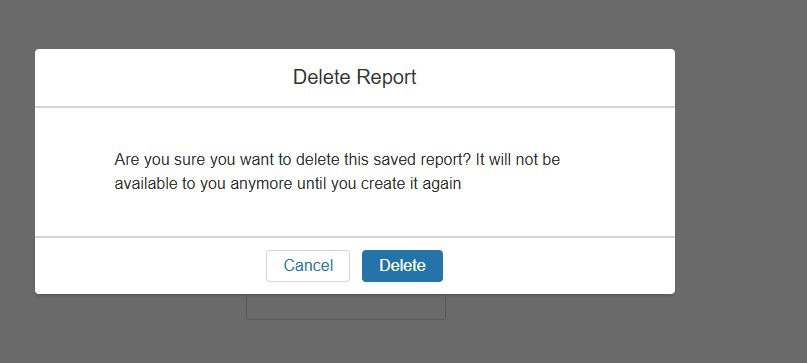 Delete Report
Are you sure you want to delete this saved report? It will not be
available to you anymore until you create it again
Cancel
Delete